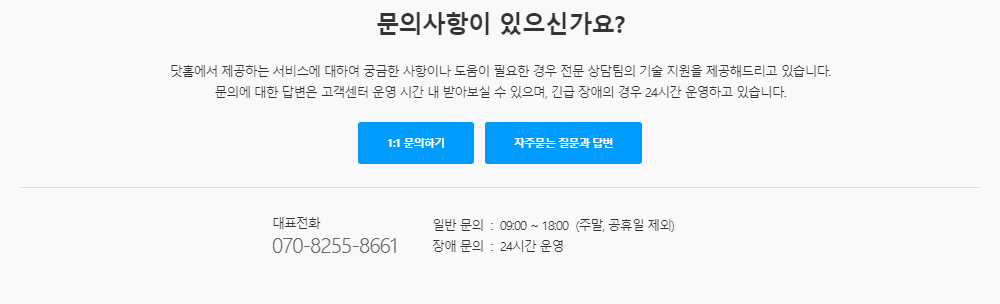 문의사항이 있으신가요?
닷홈에서 제공하는 서비스에 대하여 궁금한 사항이나 도움이 필요한 경우 전문 상담팀의 기술 지원을 제공해드리고 있습니다.
문의에 대한 답변은 고객센터 운영 시간 내 받아보실 수 있으며, 긴급 장애의 경우 24시간 운영하고 있습니다.
1:1 문의하기
자주묻는 질문과 답변
대표전화
070-8255-8661
일반 문의 : 09:00 ~ 18:00 (주말, 공휴일 제외)
장애 문의 : 24시간 운영